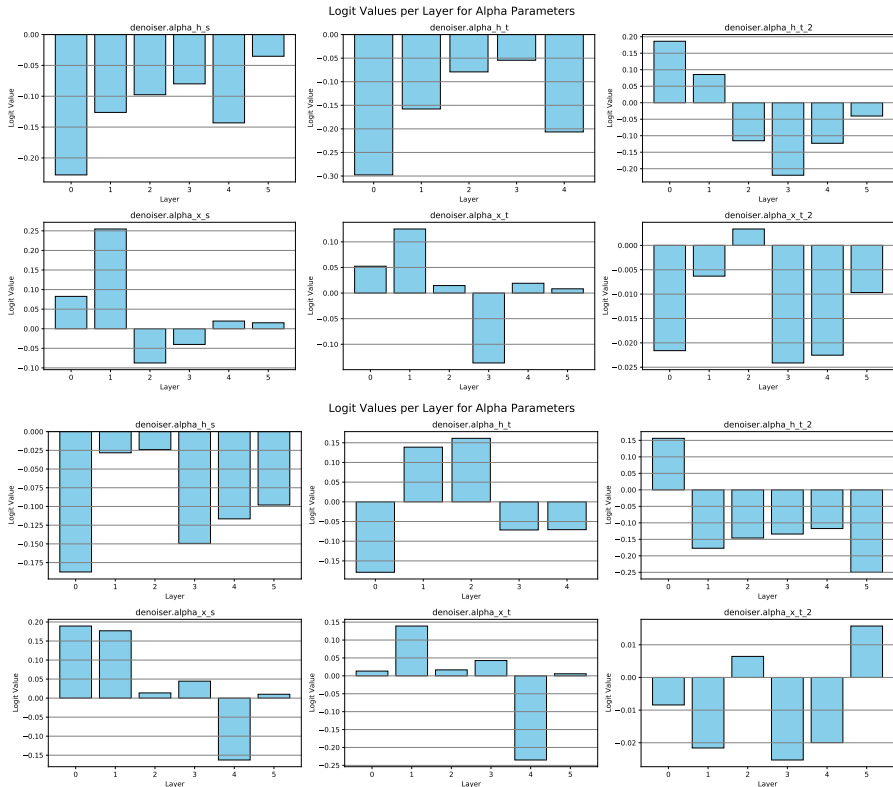 Logit Values per Layer for Alpha Parameters
denoiser.alpha_h_s
denoiser.alpha_h_t
denoiser.alpha_h_t_2
Logit Value
0.00
−0.05
−0.10
−0.15
−0.20
0 1 2 3 4 5
Layer
Logit Value
0.00
−0.05
−0.10
−0.15
−0.20
−0.25
−0.30
0 1 2 3 4
Layer
Logit Value
0.20
0.15
0.10
0.05
0.00
−0.05
−0.10
−0.15
−0.20
0 1 2 3 4 5
Layer
denoiser.alpha_x_s
denoiser.alpha_x_t
denoiser.alpha_x_t_2
Logit Value
0.25
0.20
0.15
0.10
0.05
0.00
−0.05
−0.10
0 1 2 3 4 5
Layer
Logit Value
0.10
0.05
0.00
−0.05
−0.10
0 1 2 3 4 5
Layer
Logit Value
0.000
−0.005
−0.010
−0.015
−0.020
−0.025
0 1 2 3 4 5
Layer
Logit Values per Layer for Alpha Parameters
denoiser.alpha_h_s
denoiser.alpha_h_t
denoiser.alpha_h_t_2
Logit Value
0.000
−0.025
−0.050
−0.075
−0.100
−0.125
−0.150
−0.175
0 1 2 3 4 5
Layer
Logit Value
0.15
0.10
0.05
0.00
−0.05
−0.10
−0.15
0 1 2 3 4
Layer
Logit Value
0.15
0.10
0.05
0.00
−0.05
−0.10
−0.15
−0.20
−0.25
0 1 2 3 4 5
Layer
denoiser.alpha_x_s
denoiser.alpha_x_t
denoiser.alpha_x_t_2
Logit Value
0.20
0.15
0.10
0.05
0.00
−0.05
−0.10
−0.15
0 1 2 3 4 5
Layer
Logit Value
0.15
0.10
0.05
0.00
−0.05
−0.10
−0.15
−0.20
−0.25
0 1 2 3 4 5
Layer
Logit Value
0.01
0.00
−0.01
−0.02
0 1 2 3 4 5
Layer